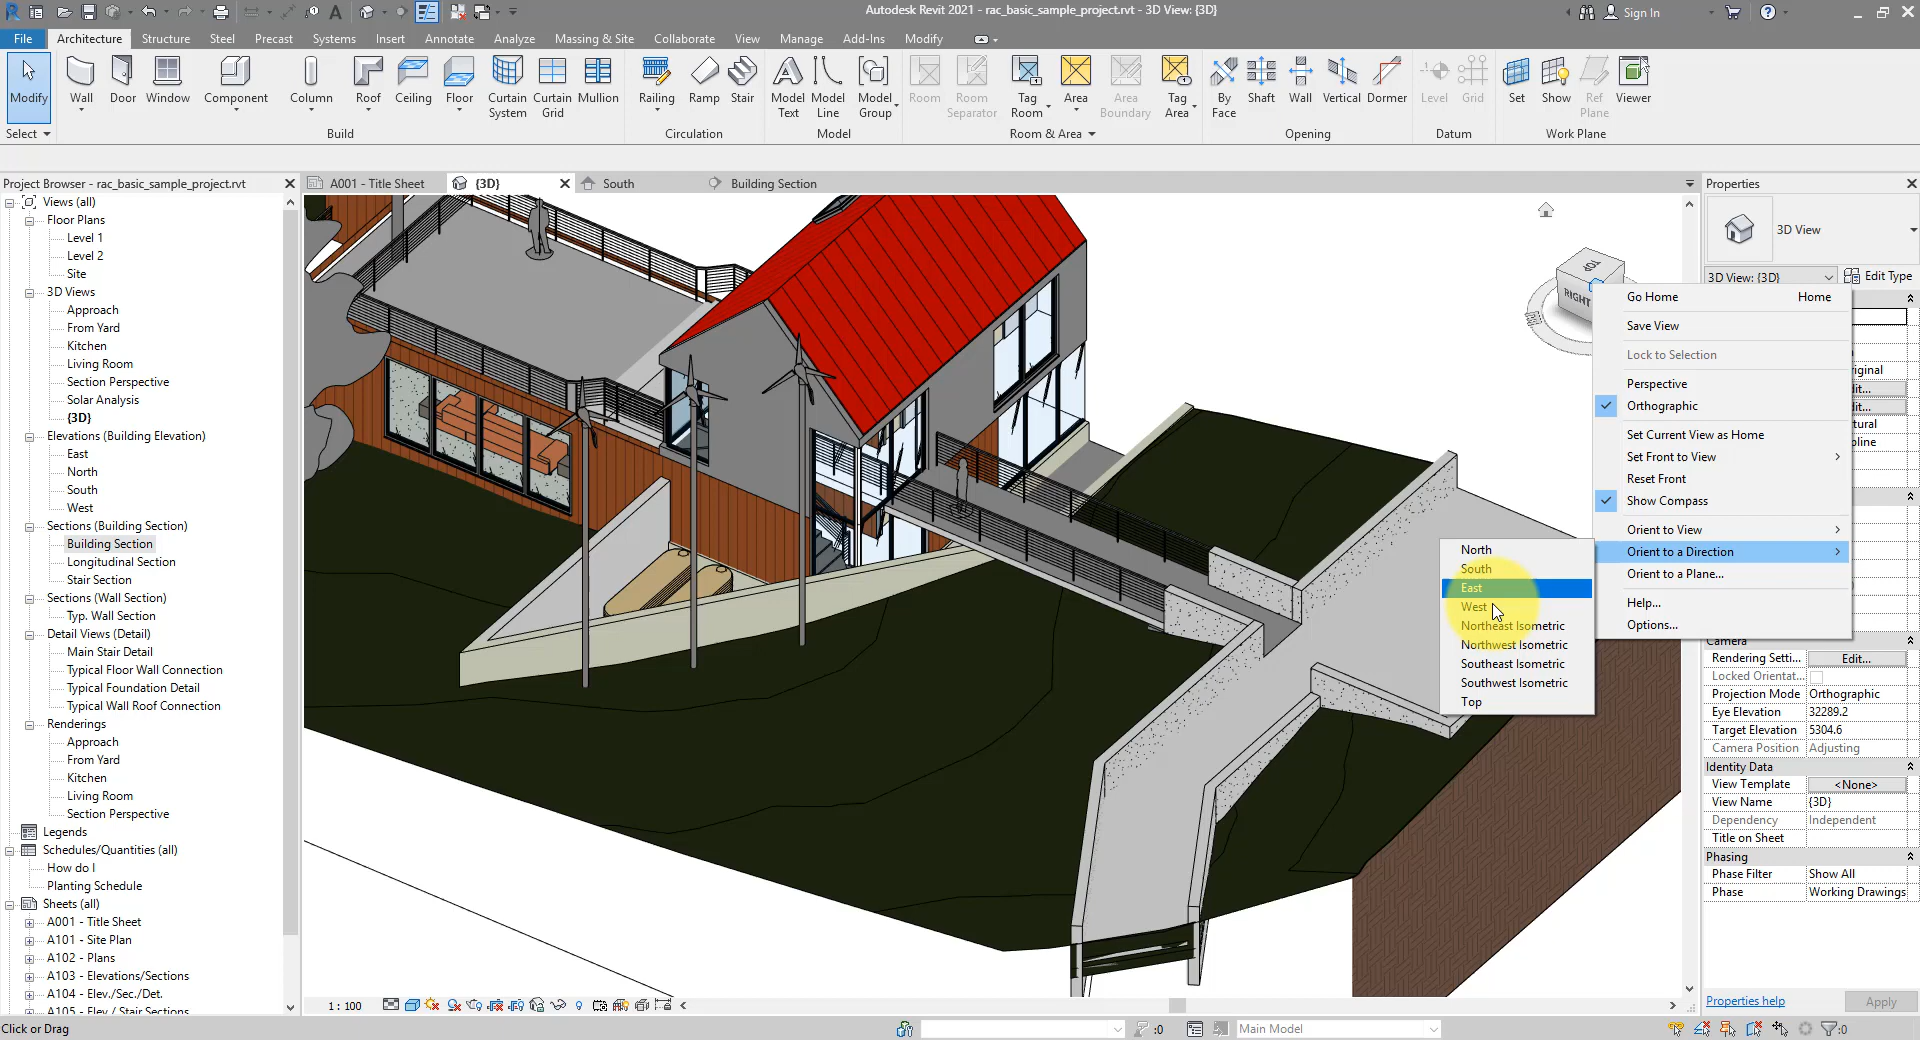 Autodesk Revit 2021 - rac_basic_sample_project.rvt - 3D View: {3D}
Sign In
File
Architecture
Structure
Steel
Precast
Systems
Insert
Annotate
Analyze
Massing & Site
Collaborate
View
Manage
Add-Ins
Modify
Modify
Wall
Door
Window
Component
Column
Roof
Ceiling
Floor
Curtain System
Curtain Grid
Mullion
Railing
Ramp
Stair
Model Text
Model Line
Model Group
Room
Room Separator
Tag Room
Area
Area Boundary
Tag Area
By Face
Shaft
Wall
Vertical
Dormer
Level
Grid
Set
Show
Ref Plane
Viewer
Select
Build
Circulation
Model
Room & Area
Opening
Datum
Work Plane
Project Browser - rac_basic_sample_project.rvt
A001 - Title Sheet
{3D}
South
Building Section
Properties
Views (all)
Floor Plans
Level 1
Level 2
Site
3D Views
Approach
From Yard
Kitchen
Living Room
Section Perspective
Solar Analysis
{3D}
Elevations (Building Elevation)
East
North
South
West
Sections (Building Section)
Building Section
Longitudinal Section
Stair Section
Sections (Wall Section)
Typ. Wall Section
Detail Views (Detail)
Main Stair Detail
Typical Floor Wall Connection
Typical Foundation Detail
Typical Wall Roof Connection
Renderings
Approach
From Yard
Kitchen
Living Room
Section Perspective
Legends
Schedules/Quantities (all)
How do I
Planting Schedule
Sheets (all)
A001 - Title Sheet
A101 - Site Plan
A102 - Plans
A103 - Elevations/Sections
A104 - Elev./Sec./Det.
A105 - Elev./ Stair Sections
TOP
RIGHT
Go Home
Home
Save View
Lock to Selection
Perspective
Orthographic
Set Current View as Home
Set Front to View
Reset Front
Show Compass
Orient to View
Orient to a Direction
Orient to a Plane...
Help...
Options...
North
South
East
West
Northeast Isometric
Northwest Isometric
Southeast Isometric
Southwest Isometric
Top
3D View
3D View: {3D}
Edit Type
riginal
dit...
dit...
tural
pline
Camera
Rendering Setti...
Edit...
Locked Orientat...
Projection Mode
Orthographic
Eye Elevation
32289.2
Target Elevation
5304.6
Camera Position
Adjusting
Identity Data
View Template
<None>
View Name
{3D}
Dependency
Independent
Title on Sheet
Phasing
Phase Filter
Show All
Phase
Working Drawings
Properties help
Apply
1 : 100
Click or Drag
:0
Main Model
:0